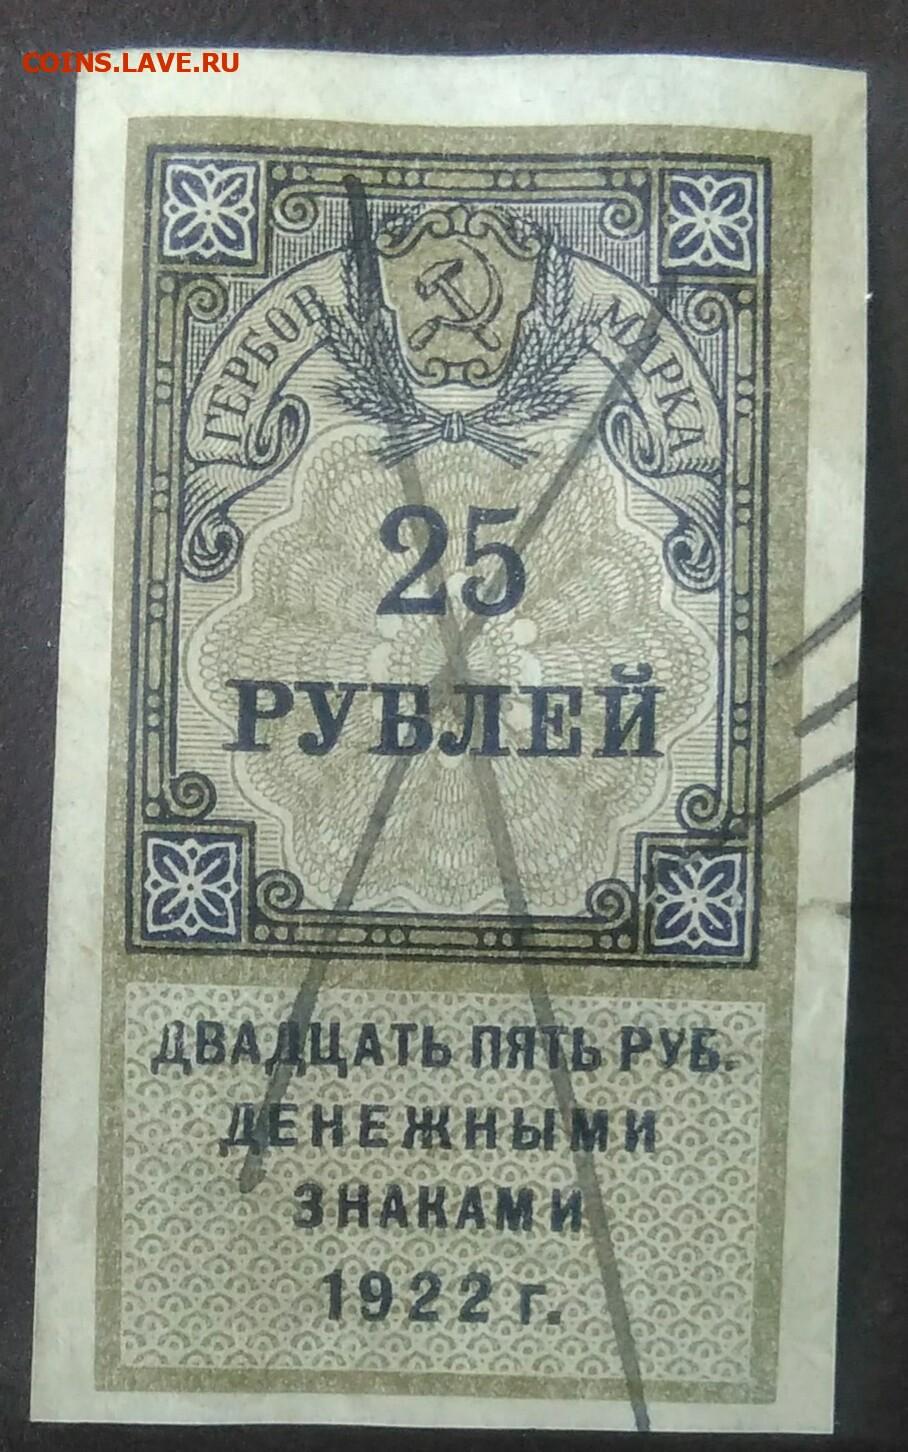 COINS.LAVE.RU
ГЕРБОВ МАРКА
25
РУБЛЕЙ
ДВАДЦАТЬ ПЯТЬ РУБ.
ДЕНЕЖНЫМИ
ЗНАКАМИ
1922 г.